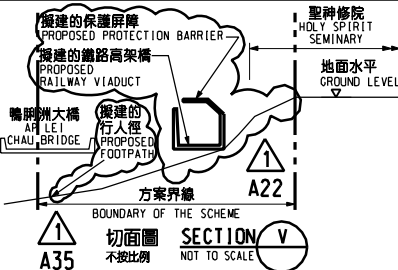 擬建的保護屏障
PROPOSED PROTECTION BARRIER
聖神修院
HOLY SPIRIT
SEMINARY
擬建的鐵路高架橋
PROPOSED
RAILWAY VIADUCT
地面水平
GROUND LEVEL
鴨脷洲大橋
AP LEI
CHAU BRIDGE
擬建的
行人徑
PROPOSED
FOOTPATH
1
A22
方案界線
BOUNDARY OF THE SCHEME
1
A35
切面圖
不按比例
SECTION
NOT TO SCALE
V